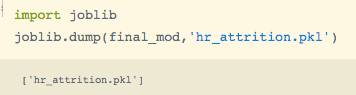 import joblib
joblib.dump(final_mod,'hr_attrition.pkl')
['hr_attrition.pkl']